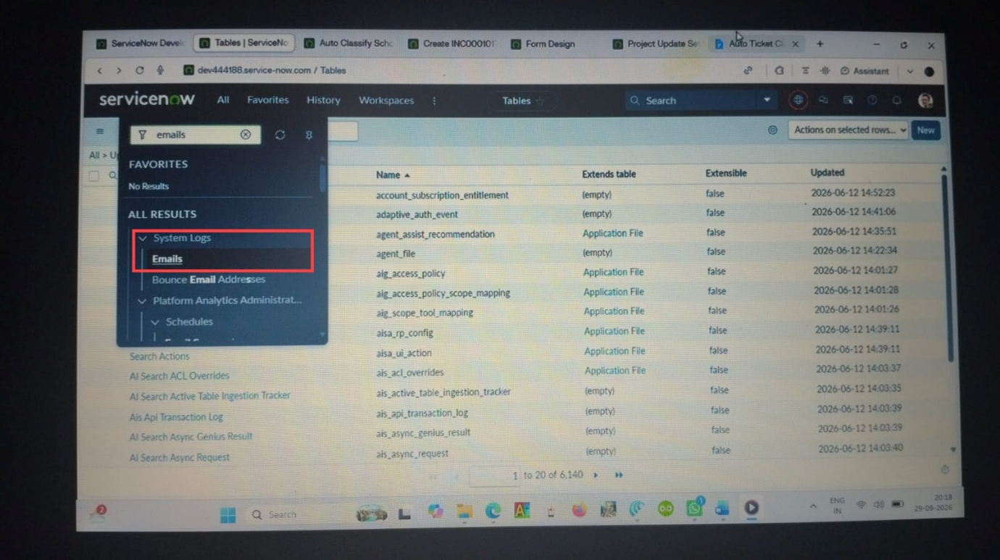 ServiceNow Devel
Tables | ServiceNo
Auto Classify Sche
Create INC000101
Form Design
Project Update Se
Auto Ticket Cl
dev444188.service-now.com / Tables
Assistant
servicenow
All
Favorites
History
Workspaces
Tables
Search
emails
Actions on selected rows...
New
All > U
FAVORITES
No Results
ALL RESULTS
System Logs
Emails
Bounce Email Addresses
Platform Analytics Administrat...
Schedules
Name Extends table Extensible Updated
account_subscription_entitlement (empty) false 2026-06-12 14:52:23
adaptive_auth_event (empty) false 2026-06-12 14:41:06
agent_assist_recommendation Application File false 2026-06-12 14:35:51
agent_file (empty) false 2026-06-12 14:22:34
aig_access_policy Application File false 2026-06-12 14:01:27
aig_access_policy_scope_mapping Application File false 2026-06-12 14:01:28
aig_scope_tool_mapping Application File false 2026-06-12 14:01:26
aisa_rp_config Application File false 2026-06-12 14:39:11
Search Actions aisa_ui_action Application File false 2026-06-12 14:39:11
AI Search ACL Overrides ais_acl_overrides Application File false 2026-06-12 14:03:37
AI Search Active Table Ingestion Tracker ais_active_table_ingestion_tracker (empty) false 2026-06-12 14:03:35
Ais Api Transaction Log ais_api_transaction_log (empty) false 2026-06-12 14:03:39
AI Search Async Genius Result ais_async_genius_result (empty) false 2026-06-12 14:03:39
AI Search Async Request ais_async_request (empty) false 2026-06-12 14:03:40
1 to 20 of 6,140
2
Search
1
ENG
IN
20:18
29-09-2026